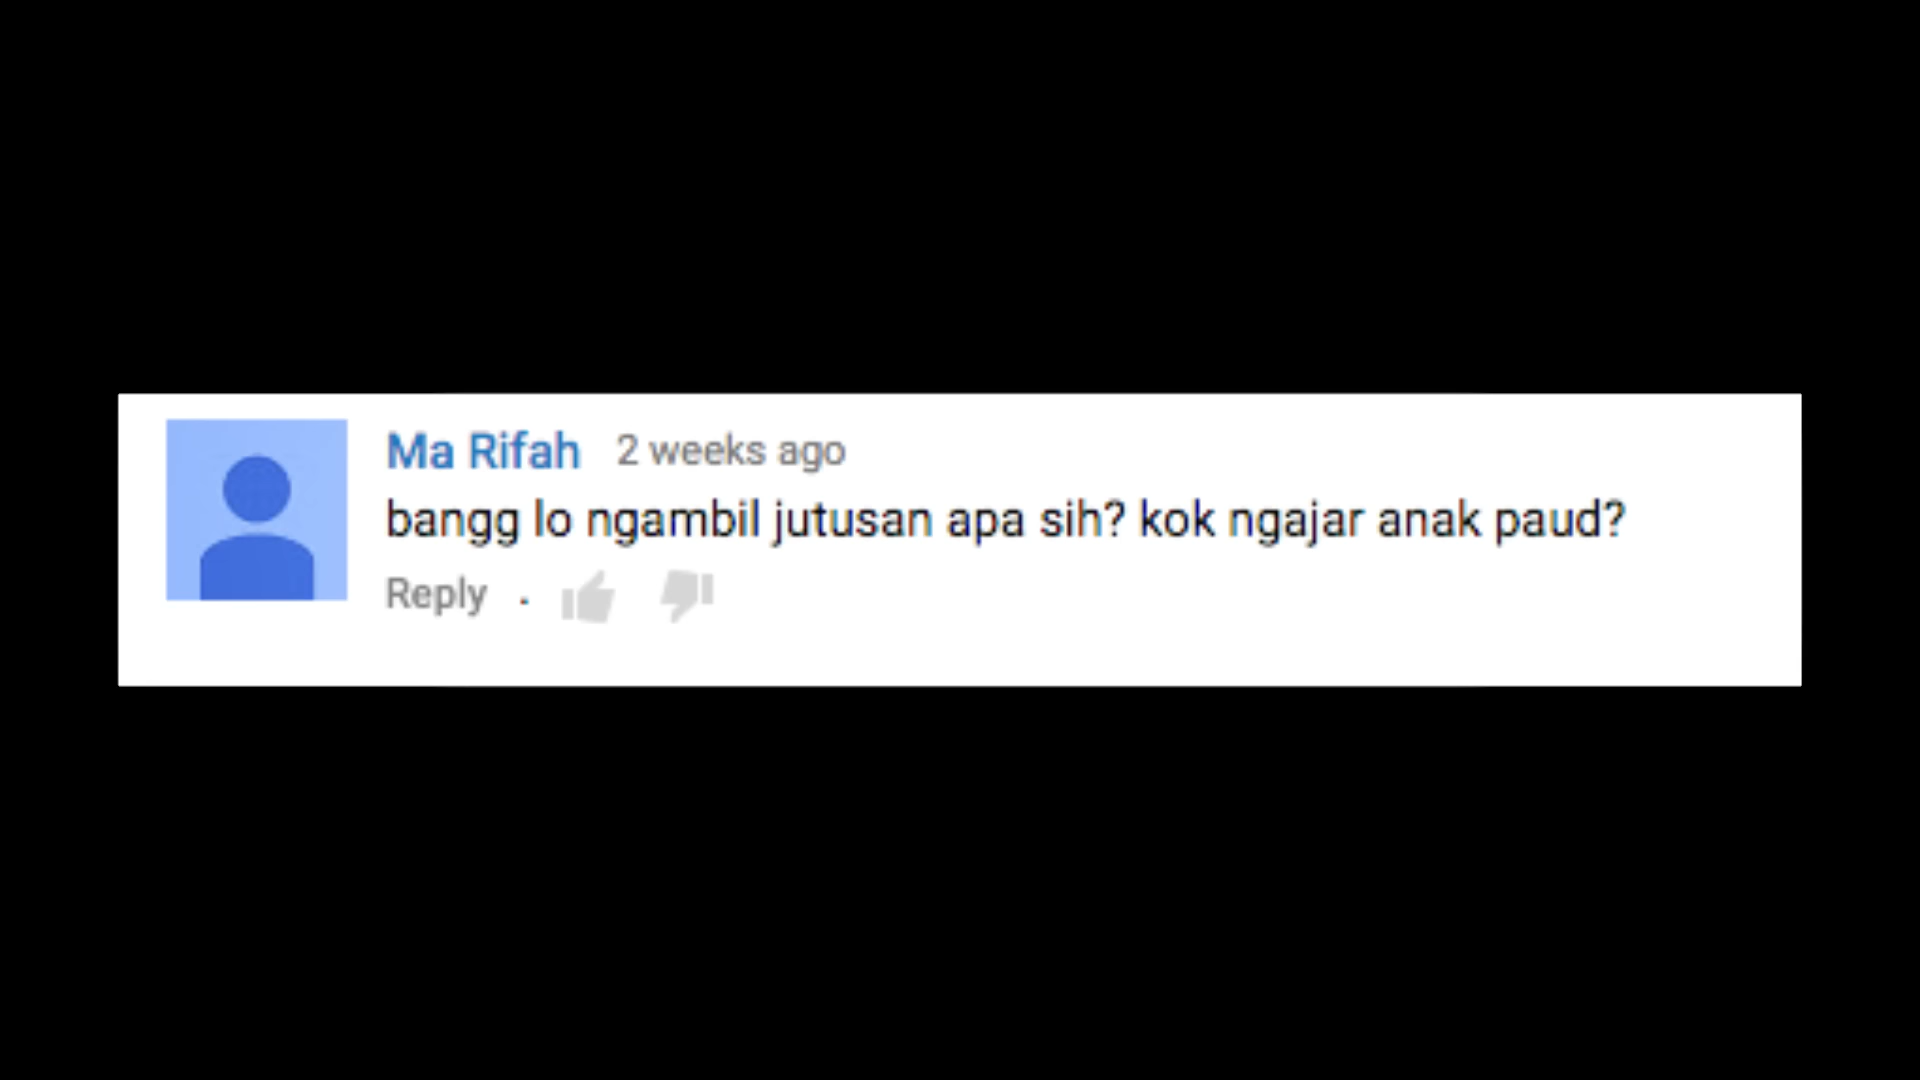 Ma Rifah 2 weeks ago
bangg lo ngambil jutusan apa sih? kok ngajar anak paud?
Reply .